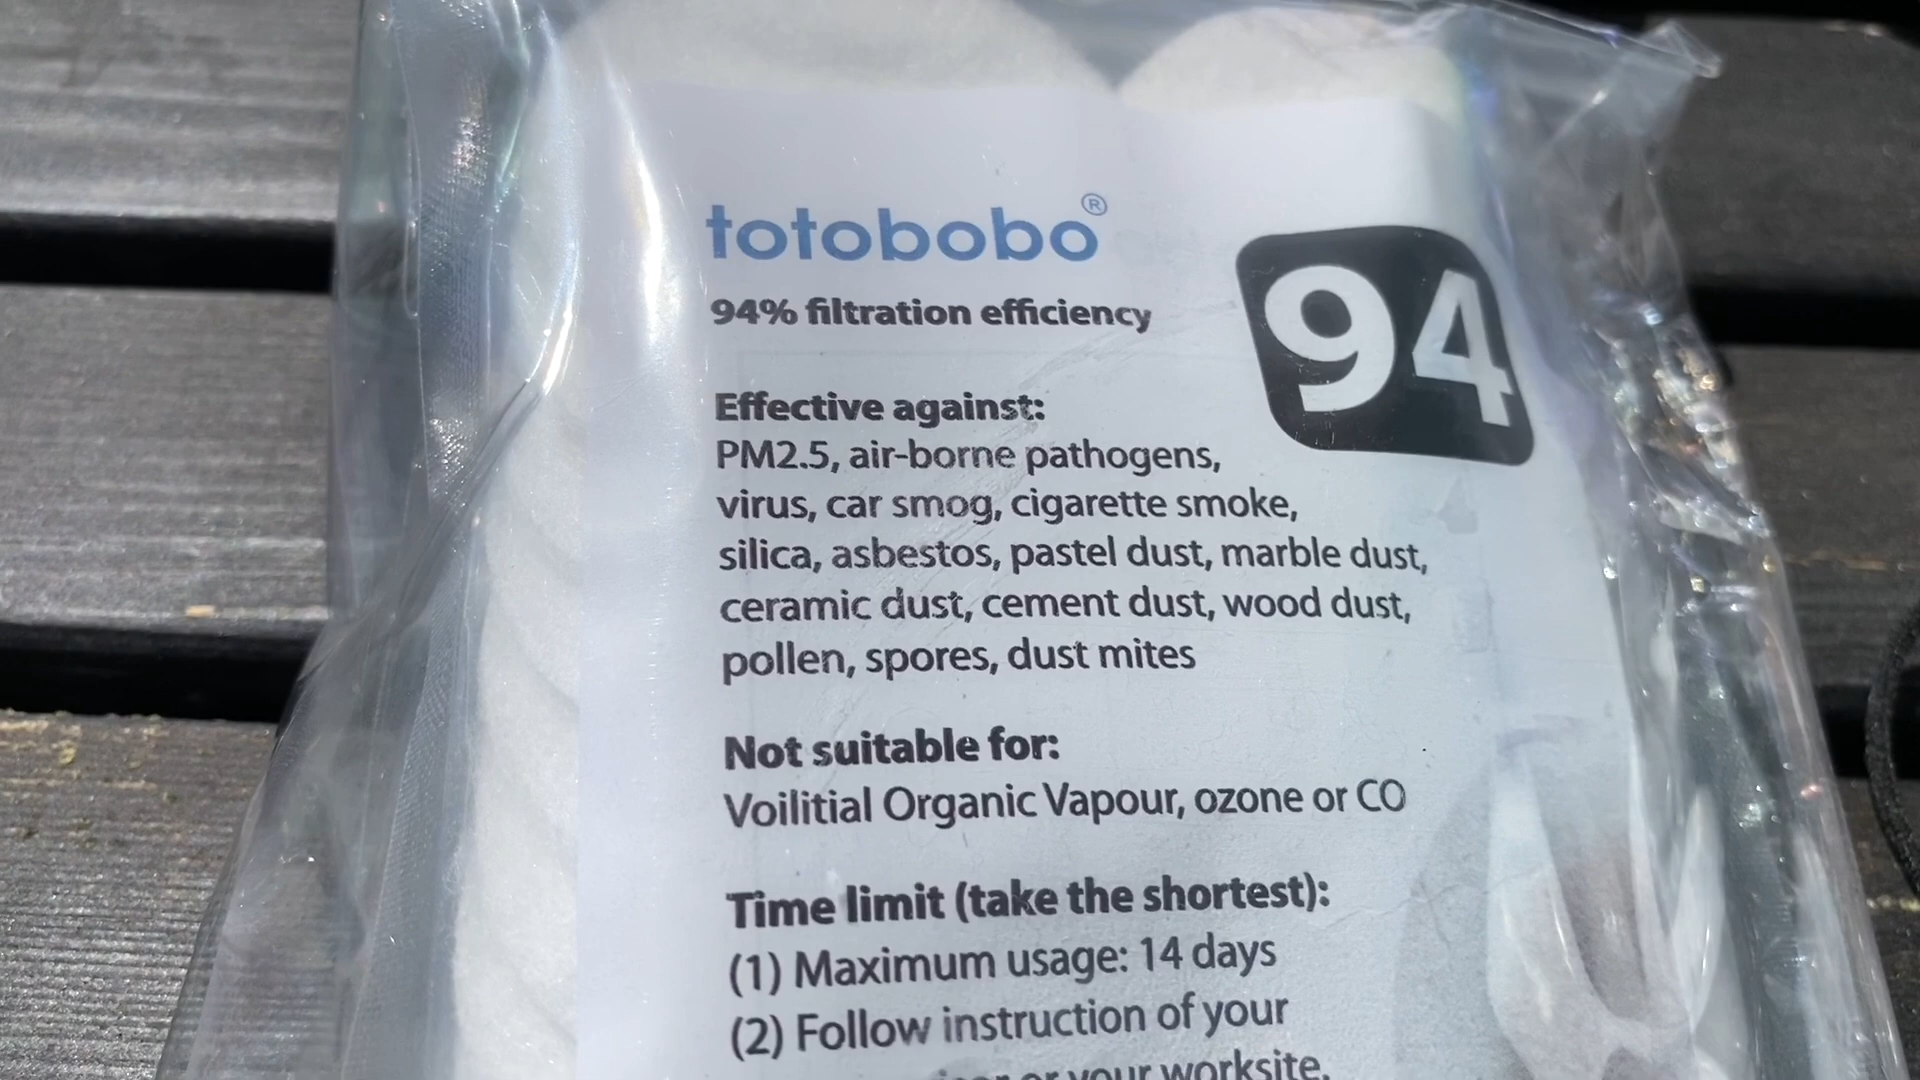 totobobo®
94% filtration efficiency
94
Effective against:
PM2.5, air-borne pathogens,
virus, car smog, cigarette smoke,
silica, asbestos, pastel dust, marble dust,
ceramic dust, cement dust, wood dust,
pollen, spores, dust mites
Not suitable for:
Voilitial Organic Vapour, ozone or CO
Time limit (take the shortest):
(1) Maximum usage: 14 days
(2) Follow instruction of your
or your worksite.